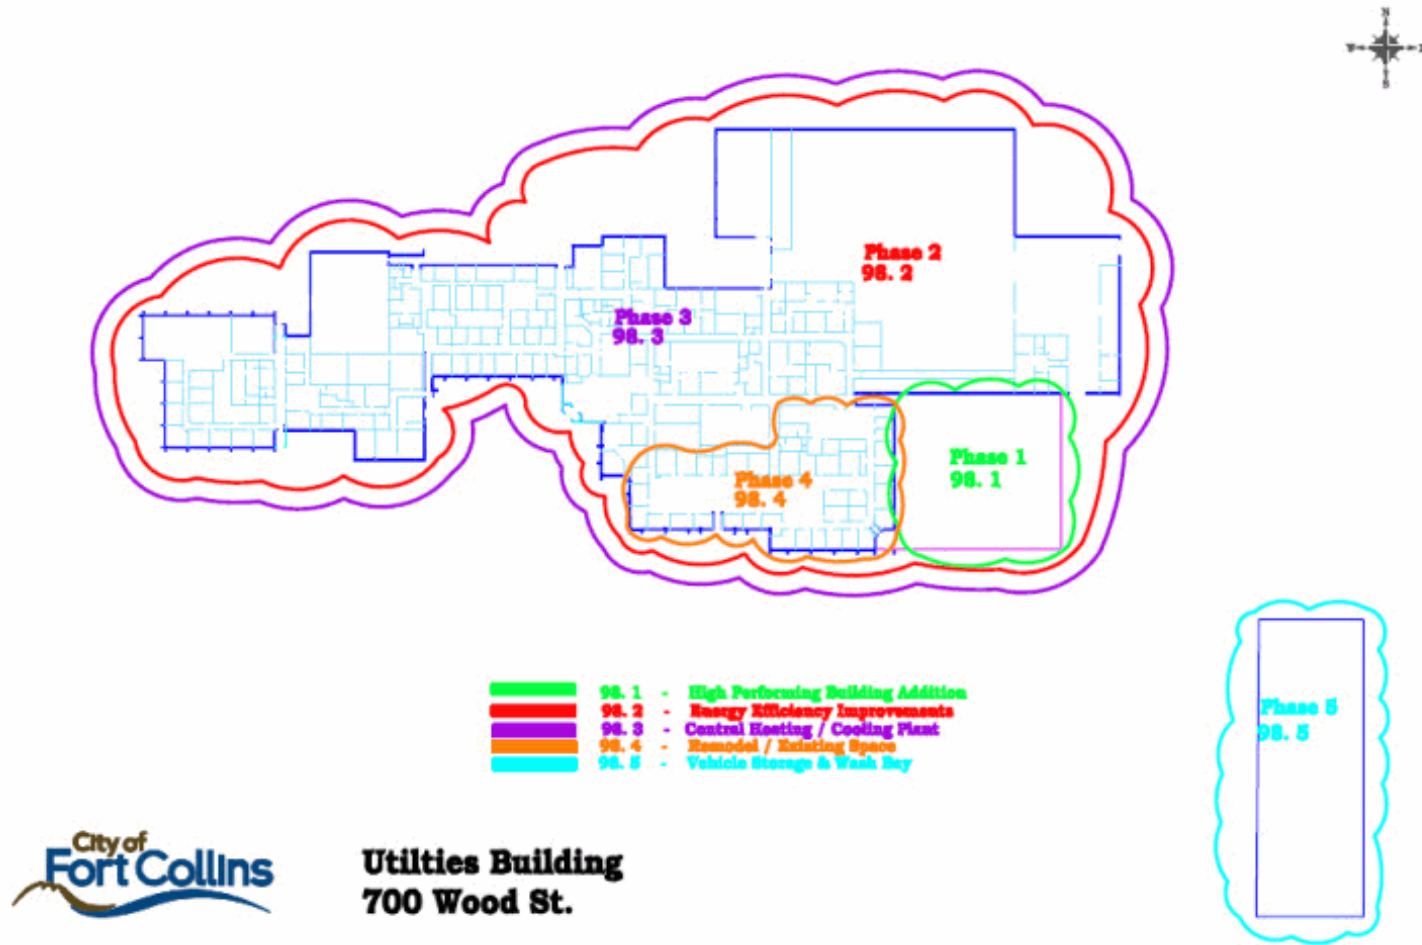 N
W
S
Phase 2
98. 2
Phase 3
98. 3
Phase 1
98. 1
Phase 4
98. 4
Phase 5
98. 5
98. 1 - High Performing Building Addition
98. 2 - Energy Efficiency Improvements
98. 3 - Central Heating / Cooling Plant
98. 4 - Remodel / Existing Space
98. 5 - Vehicle Storage & Wash Bay
City of
Fort Collins
Utilties Building
700 Wood St.